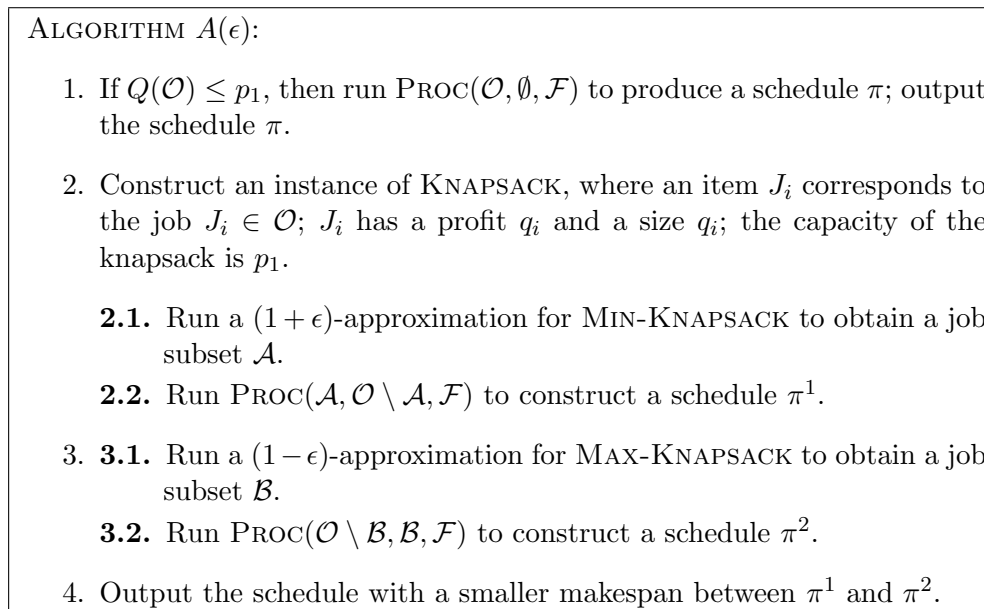 ALGORITHM A(ϵ):
1. If Q(𝒪) ≤ p₁, then run PROC(𝒪, ∅, ℱ) to produce a schedule π; output
the schedule π.
2. Construct an instance of KNAPSACK, where an item Jᵢ corresponds to
the job Jᵢ ∈ 𝒪; Jᵢ has a profit qᵢ and a size qᵢ; the capacity of the
knapsack is p₁.
2.1. Run a (1 + ϵ)-approximation for MIN-KNAPSACK to obtain a job
subset 𝒜.
2.2. Run PROC(𝒜, 𝒪 \ 𝒜, ℱ) to construct a schedule π¹.
3. 3.1. Run a (1 − ϵ)-approximation for MAX-KNAPSACK to obtain a job
subset ℬ.
3.2. Run PROC(𝒪 \ ℬ, ℬ, ℱ) to construct a schedule π².
4. Output the schedule with a smaller makespan between π¹ and π².